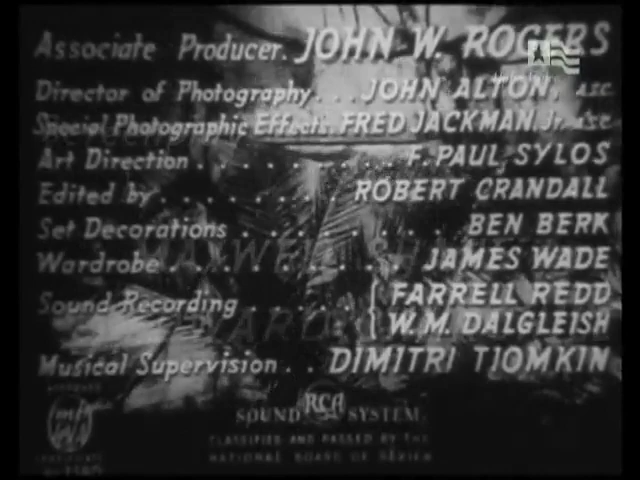 Associate Producer. JOHN W. ROGERS
Director of Photography... JOHN ALTON, A.S.C.
Special Photographic Effects. FRED JACKMAN, Jr. A.S.C.
Art Direction ........... F. PAUL SYLOS
Edited by........... ROBERT CRANDALL
Set Decorations ......... BEN BERK
Wardrobe........... JAMES WADE
Sound Recording...... { FARRELL REDD
{ W.M. DALGLEISH
Musical Supervision.. DIMITRI TIOMKIN
SOUND RCA SYSTEM
CLASSIFIED AND PASSED BY THE
NATIONAL BOARD OF REVIEW